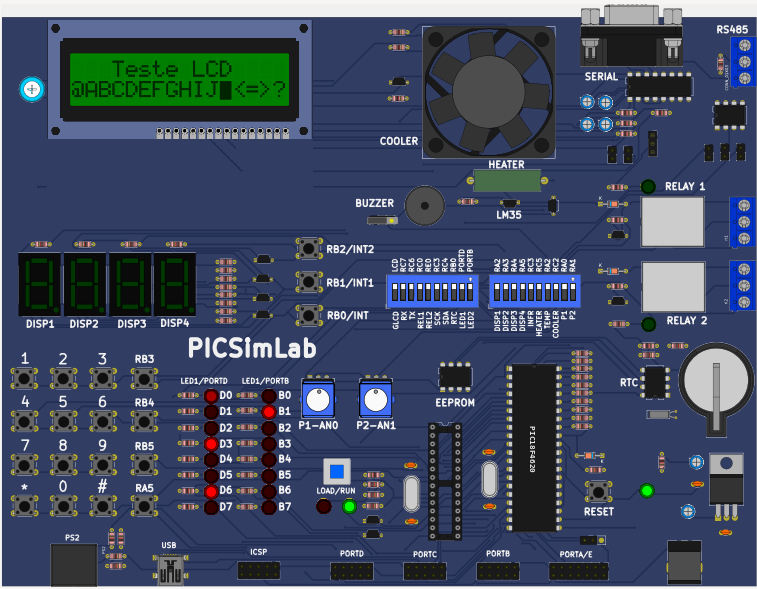 Teste LCD
@ABCDEFGHIJ█<=>?
RS485
SERIAL
COOLER
HEATER
LM35
BUZZER
RELAY 1
RELAY 2
RB2/INT2
RB1/INT1
RB0/INT
LCD RC7 RC6 RC0 RE0 RC3 RC4 RB0 PORTD PORTB
GLCD RX TX REL1 REL2 SCK SDA RTC LED1 LED2
RA2 RA3 RA4 RA5 RC3 RC5 RA2 RC2 RA0 RA1
DISP1 DISP2 DISP3 DISP4 INFR HEATER TEMP COOLER P1 P2
DISP1 DISP2 DISP3 DISP4
PICSimLab
1 2 3 RB3
4 5 6 RB4
7 8 9 RB5
* 0 # RA5
LED1/PORTD LED1/PORTB
D0 B0
D1 B1
D2 B2
D3 B3
D4 B4
D5 B5
D6 B6
D7 B7
P1-AN0 P2-AN1
EEPROM
RTC
PIC18F4620
LOAD/RUN
RESET
PS2
USB
ICSP
PORTD
PORTC
PORTB
PORTA/E